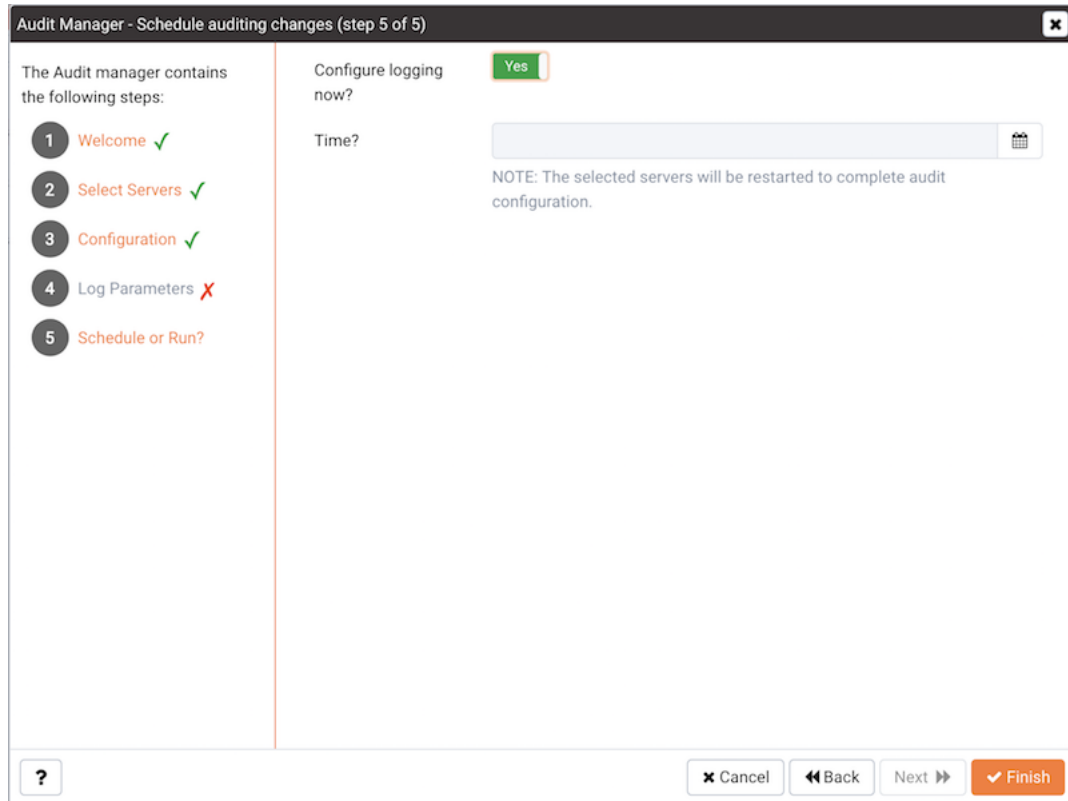 Audit Manager - Schedule auditing changes (step 5 of 5)
The Audit manager contains
the following steps:
1 Welcome
2 Select Servers
3 Configuration
4 Log Parameters
5 Schedule or Run?
Configure logging
now?
Yes
Time?
NOTE: The selected servers will be restarted to complete audit
configuration.
?
Cancel
Back
Next
Finish